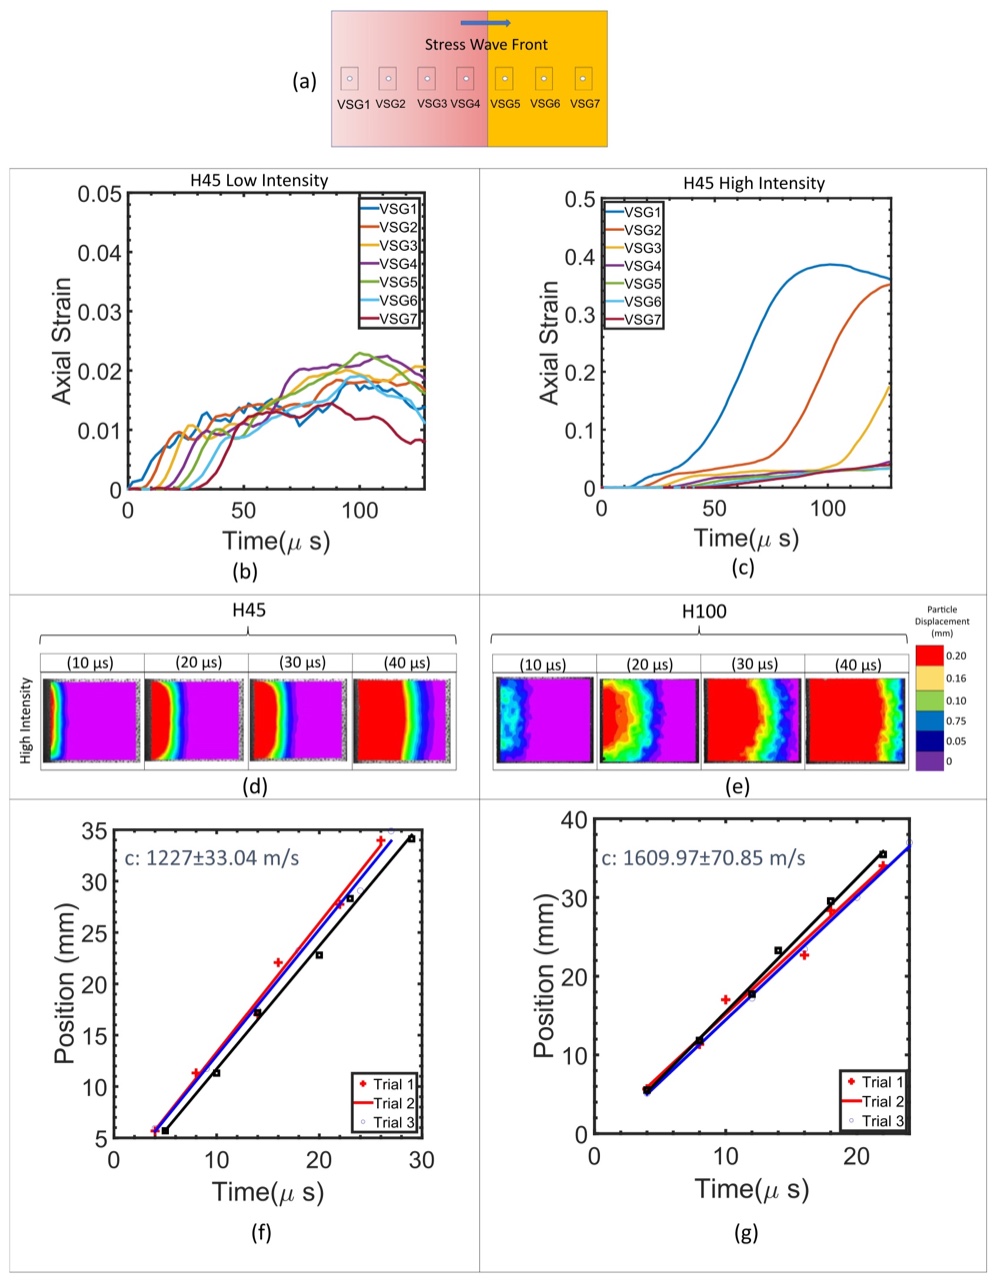 (a)
Stress Wave Front
VSG1 VSG2 VSG3 VSG4 VSG5 VSG6 VSG7
H45 Low Intensity
0.05
0.04
0.03
0.02
0.01
0
Axial Strain
VSG1
VSG2
VSG3
VSG4
VSG5
VSG6
VSG7
0 50 100
Time(μ s)
(b)
H45 High Intensity
0.5
0.4
0.3
0.2
0.1
0
Axial Strain
VSG1
VSG2
VSG3
VSG4
VSG5
VSG6
VSG7
0 50 100
Time(μ s)
(c)
H45
(10 μs) (20 μs) (30 μs) (40 μs)
High Intensity
(d)
H100
(10 μs) (20 μs) (30 μs) (40 μs)
(e)
Particle
Displacement
(mm)
0.20
0.16
0.10
0.75
0.05
0
35
30
25
20
15
10
5
Position (mm)
c: 1227±33.04 m/s
Trial 1
Trial 2
Trial 3
0 10 20 30
Time(μ s)
(f)
40
30
20
10
0
Position (mm)
c: 1609.97±70.85 m/s
Trial 1
Trial 2
Trial 3
0 10 20
Time(μ s)
(g)